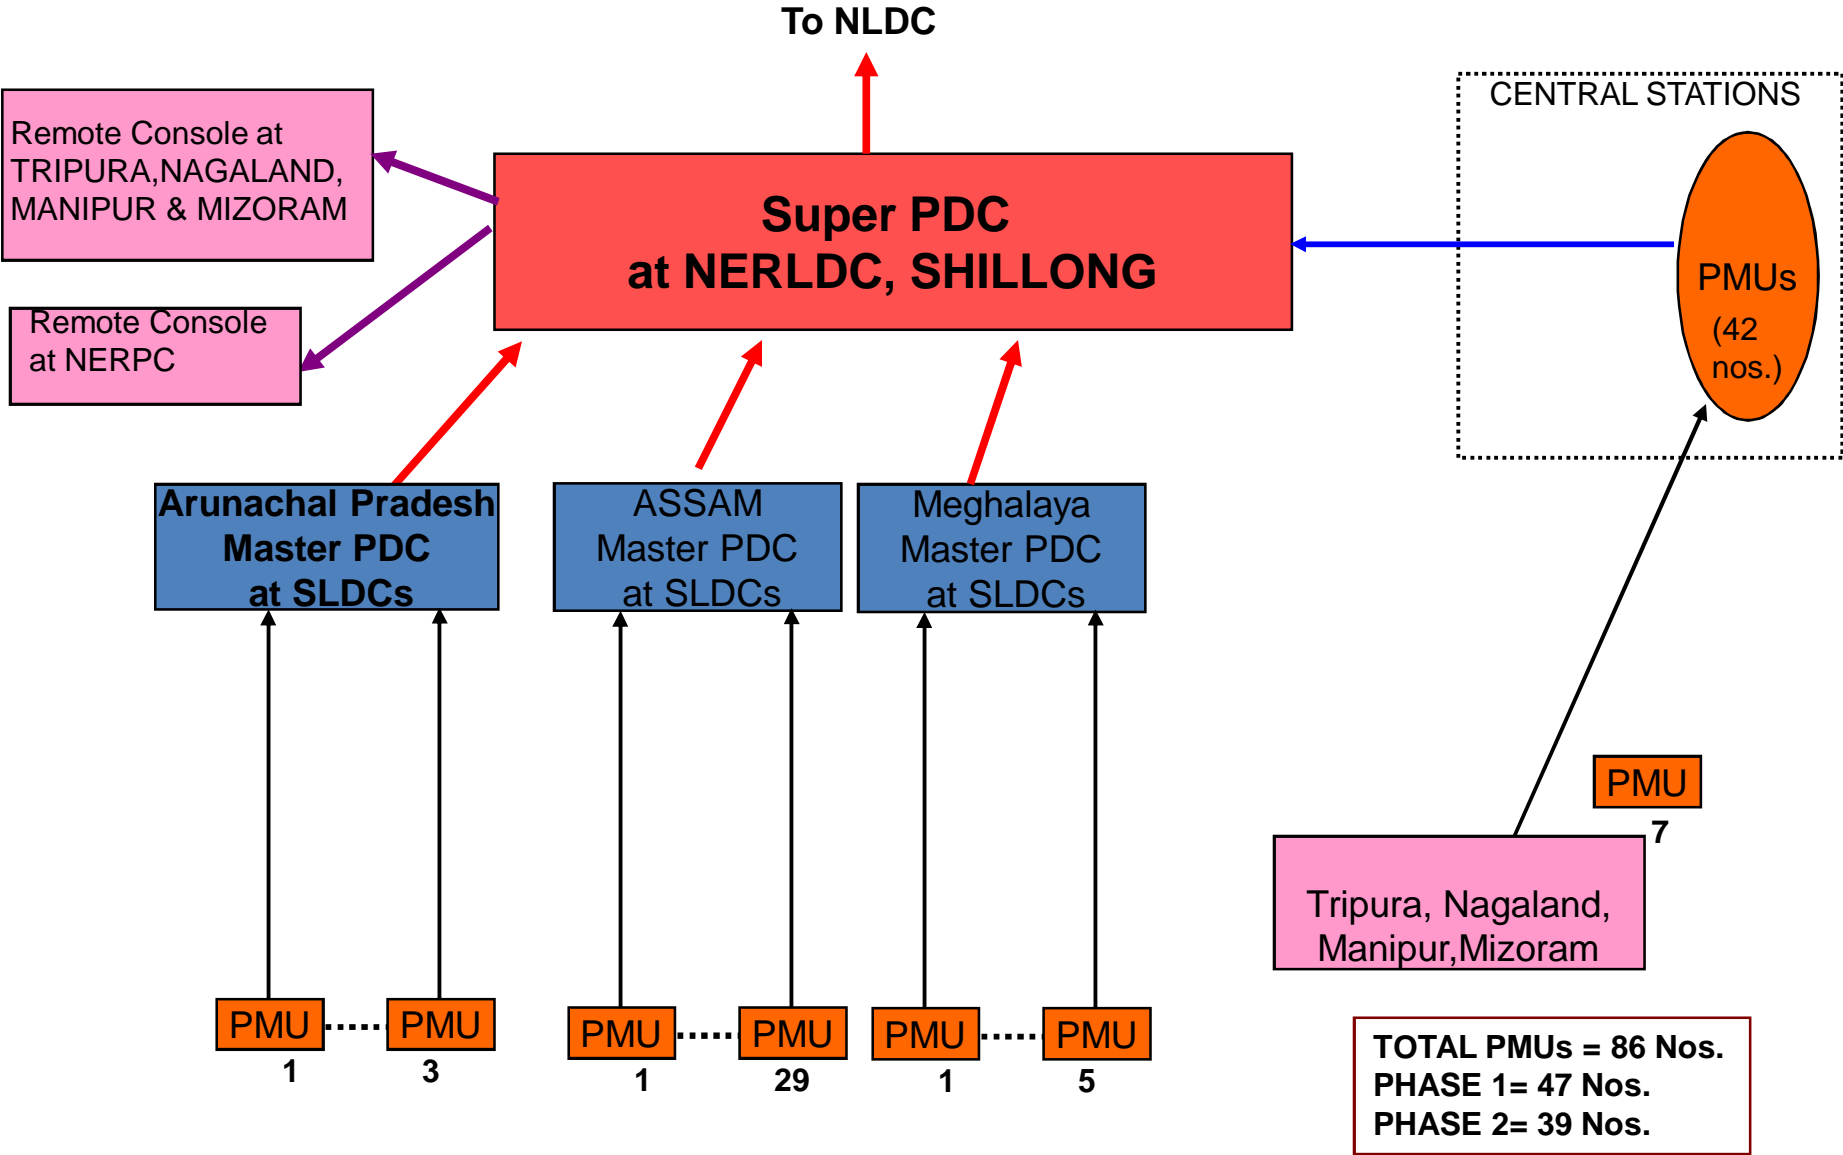 To NLDC
CENTRAL STATIONS
Remote Console at
TRIPURA,NAGALAND,
MANIPUR & MIZORAM
Super PDC
at NERLDC, SHILLONG
PMUs
(42
nos.)
Remote Console
at NERPC
Arunachal Pradesh
Master PDC
at SLDCs
ASSAM
Master PDC
at SLDCs
Meghalaya
Master PDC
at SLDCs
PMU
7
Tripura, Nagaland,
Manipur,Mizoram
PMU
1
PMU
3
PMU
1
PMU
29
PMU
1
PMU
5
TOTAL PMUs = 86 Nos.
PHASE 1= 47 Nos.
PHASE 2= 39 Nos.